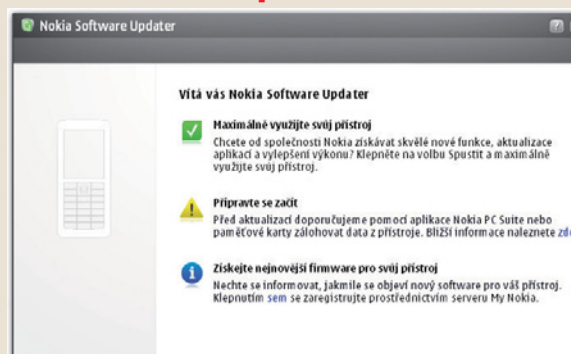 Nokia Software Updater
Vítá vás Nokia Software Updater
Maximálně využijte svůj přístroj
Chcete od společnosti Nokia získávat skvělé nové funkce, aktualizace
aplikací a vylepšení výkonu? Klepněte na volbu Spustit a maximálně
využijte svůj přístroj.
Připravte se začít
Před aktualizací doporučujeme pomocí aplikace Nokia PC Suite nebo
paměťové karty zálohovat data z přístroje. Bližší informace naleznete
Získejte nejnovější firmware pro svůj přístroj
Nechte se informovat, jakmile se objeví nový software pro váš přístroj.
Klepnutím sem se zaregistrujte prostřednictvím serveru My Nokia.